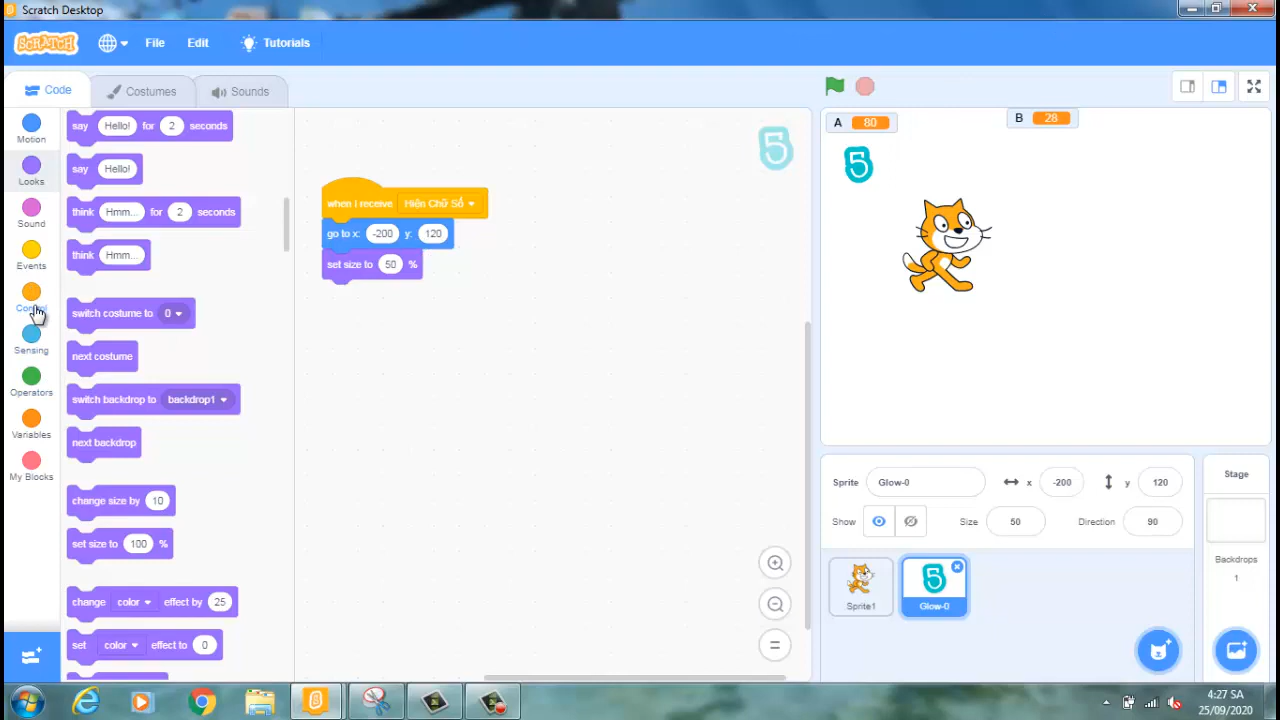 Scratch Desktop
SCRATCH File Edit Tutorials
Code Costumes Sounds
Motion
Looks
Sound
Events
Control
Sensing
Operators
Variables
My Blocks
say Hello! for 2 seconds
say Hello!
think Hmm... for 2 seconds
think Hmm...
switch costume to 0
next costume
switch backdrop to backdrop1
next backdrop
change size by 10
set size to 100 %
change color effect by 25
set color effect to 0
when I receive Hiện Chữ Số
go to x: -200 y: 120
set size to 50 %
5
A 80
B 28
5
Sprite Glow-0 x -200 y 120
Show Size 50 Direction 90
Sprite1
5
Glow-0
Stage
Backdrops
1
4:27 SA
25/09/2020